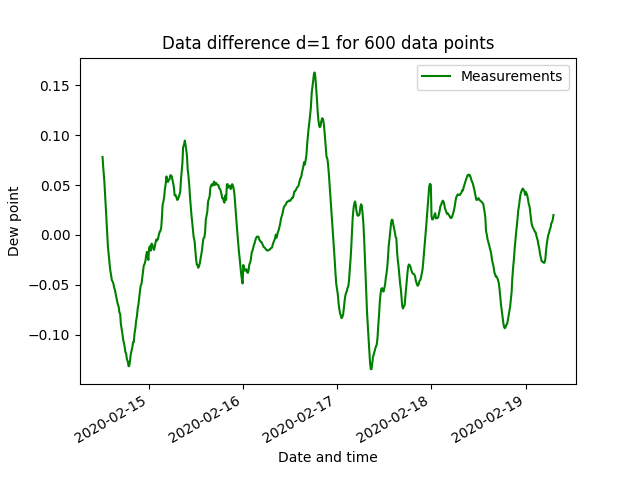 Data difference d=1 for 600 data points
Measurements
0.15
0.10
0.05
0.00
−0.05
−0.10
Dew point
2020-02-15
2020-02-16
2020-02-17
2020-02-18
2020-02-19
Date and time